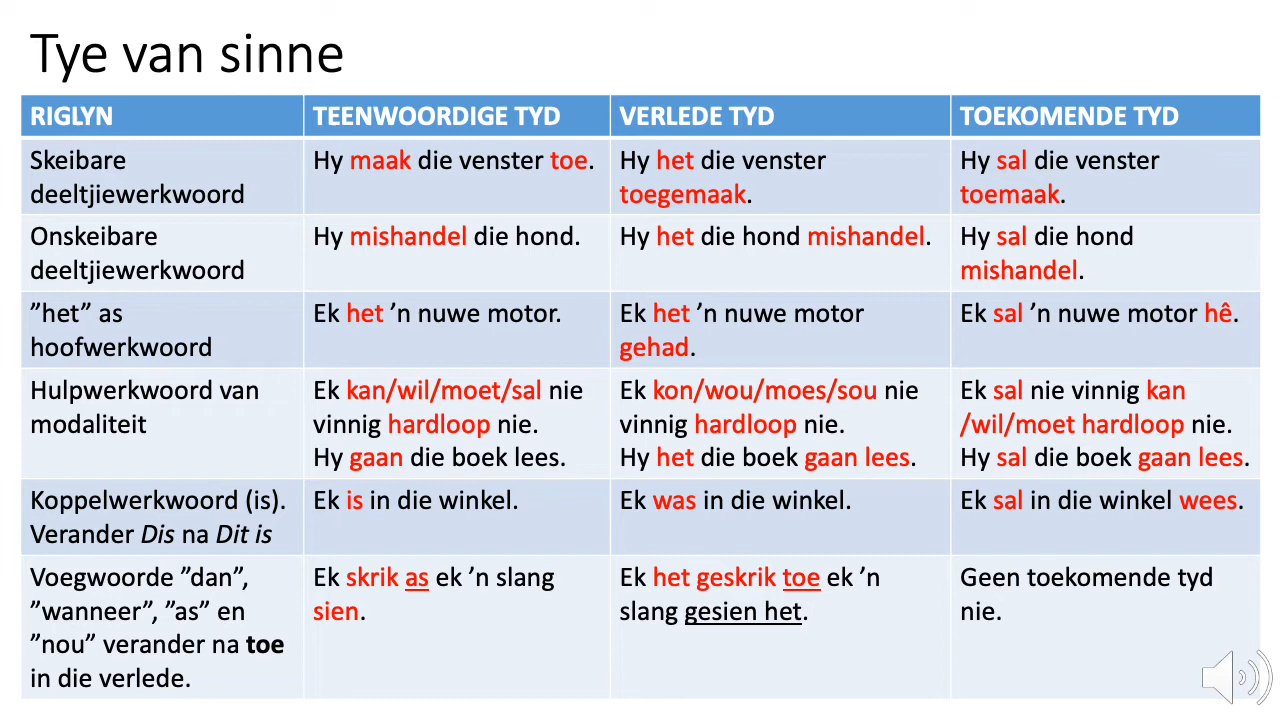 Tye van sinne
RIGLYN
TEENWOORDIGE TYD
VERLEDE TYD
TOEKOMENDE TYD
Skeibare
deeltjiewerkwoord
Hy maak die venster toe.
Hy het die venster
toegemaak.
Hy sal die venster
toemaak.
Onskeibare
deeltjiewerkwoord
Hy mishandel die hond.
Hy het die hond mishandel.
Hy sal die hond
mishandel.
”het” as
hoofwerkwoord
Ek het ’n nuwe motor.
Ek het ’n nuwe motor
gehad.
Ek sal ’n nuwe motor hê.
Hulpwerkwoord van
modaliteit
Ek kan/wil/moet/sal nie
vinnig hardloop nie.
Hy gaan die boek lees.
Ek kon/wou/moes/sou nie
vinnig hardloop nie.
Hy het die boek gaan lees.
Ek sal nie vinnig kan
/wil/moet hardloop nie.
Hy sal die boek gaan lees.
Koppelwerkwoord (is).
Verander Dis na Dit is
Ek is in die winkel.
Ek was in die winkel.
Ek sal in die winkel wees.
Voegwoorde ”dan”,
”wanneer”, ”as” en
”nou” verander na toe
in die verlede.
Ek skrik as ek ’n slang
sien.
Ek het geskrik toe ek ’n
slang gesien het.
Geen toekomende tyd
nie.